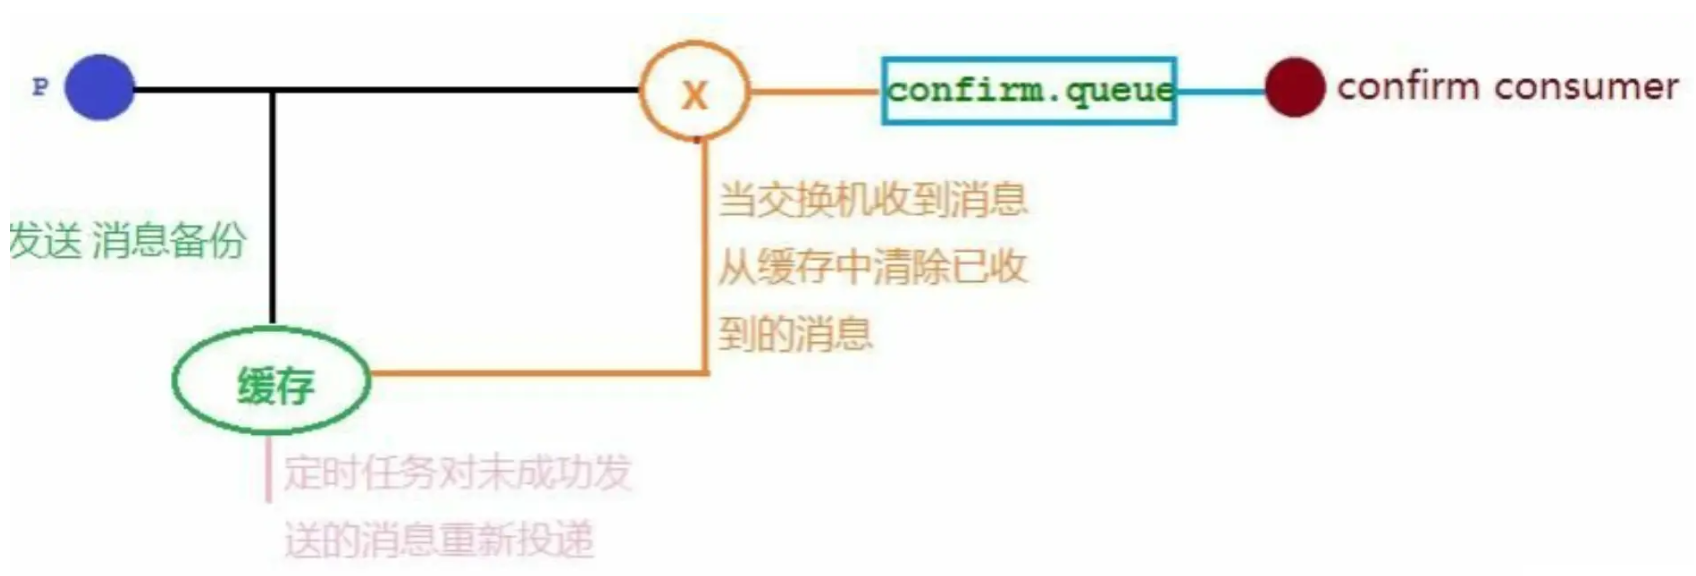 P
X
confirm.queue
confirm consumer
当交换机收到消息
从缓存中清除已收
到的消息
发送 消息备份
缓存
定时任务对未成功发
送的消息重新投递